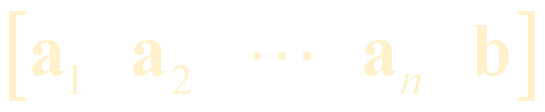 [a₁ a₂ ⋯ aₙ b]